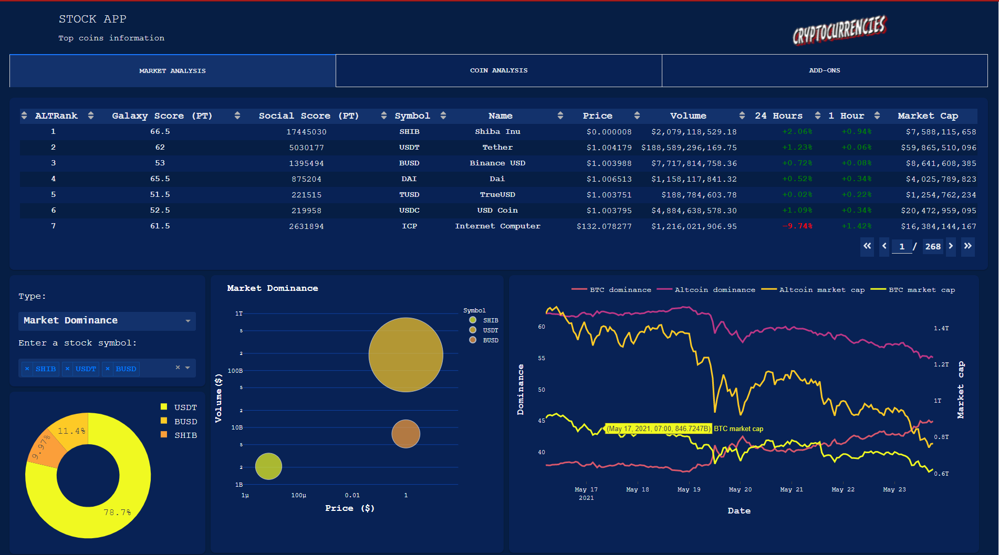 STOCK APP
Top coins information
CRYPTOCURRENCIES
MARKET ANALYSIS COIN ANALYSIS ADD-ONS
ALTRank Galaxy Score (PT) Social Score (PT) Symbol Name Price Volume 24 Hours 1 Hour Market Cap
1 66.5 17445030 SHIB Shiba Inu $0.000008 $2,079,118,529.18 +2.06% +0.94% $7,588,115,658
2 62 5030177 USDT Tether $1.004179 $188,589,296,169.75 +1.23% +0.06% $59,865,510,096
3 53 1395494 BUSD Binance USD $1.003988 $7,717,814,758.36 +0.72% +0.08% $8,641,608,385
4 65.5 875204 DAI Dai $1.006513 $1,158,117,841.32 +0.52% +0.34% $4,025,789,823
5 51.5 221515 TUSD TrueUSD $1.003751 $188,784,603.78 +0.02% +0.22% $1,254,762,234
6 52.5 219958 USDC USD Coin $1.003795 $4,884,638,578.30 +1.09% +0.34% $20,472,959,095
7 61.5 2631894 ICP Internet Computer $132.078277 $1,216,021,906.95 -9.74% +1.42% $16,384,144,167
« ‹ 1 / 268 › »
Type:
Market Dominance
Enter a stock symbol:
× SHIB × USDT × BUSD ×
USDT
BUSD
SHIB
11.4%
9.97%
78.7%
Market Dominance
Symbol
SHIB
USDT
BUSD
1T
5
2
100B
5
2
10B
5
2
1B
Volume($)
1µ 100µ 0.01 1
Price ($)
BTC dominance Altcoin dominance Altcoin market cap BTC market cap
60
55
50
45
40
Dominance
1.4T
1.2T
1T
0.8T
0.6T
Market cap
(May 17, 2021, 07:00, 846.7247B) BTC market cap
May 17 May 18 May 19 May 20 May 21 May 22 May 23
2021
Date